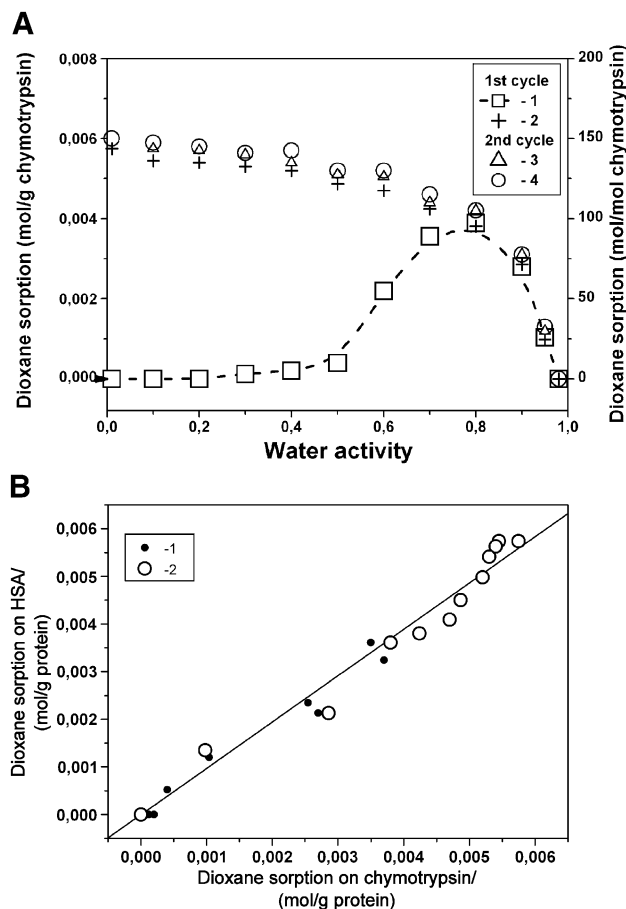 A
Dioxane sorption (mol/g chymotrypsin)
0,008
0,006
0,004
0,002
0,000
200
150
100
50
0
Dioxane sorption (mol/mol chymotrypsin)
1st cycle
- 1
- 2
2nd cycle
- 3
- 4
0,0 0,2 0,4 0,6 0,8 1,0
Water activity
B
Dioxane sorption on HSA/
(mol/g protein)
0,006
0,005
0,004
0,003
0,002
0,001
0,000
-1
-2
0,000 0,001 0,002 0,003 0,004 0,005 0,006
Dioxane sorption on chymotrypsin/
(mol/g protein)